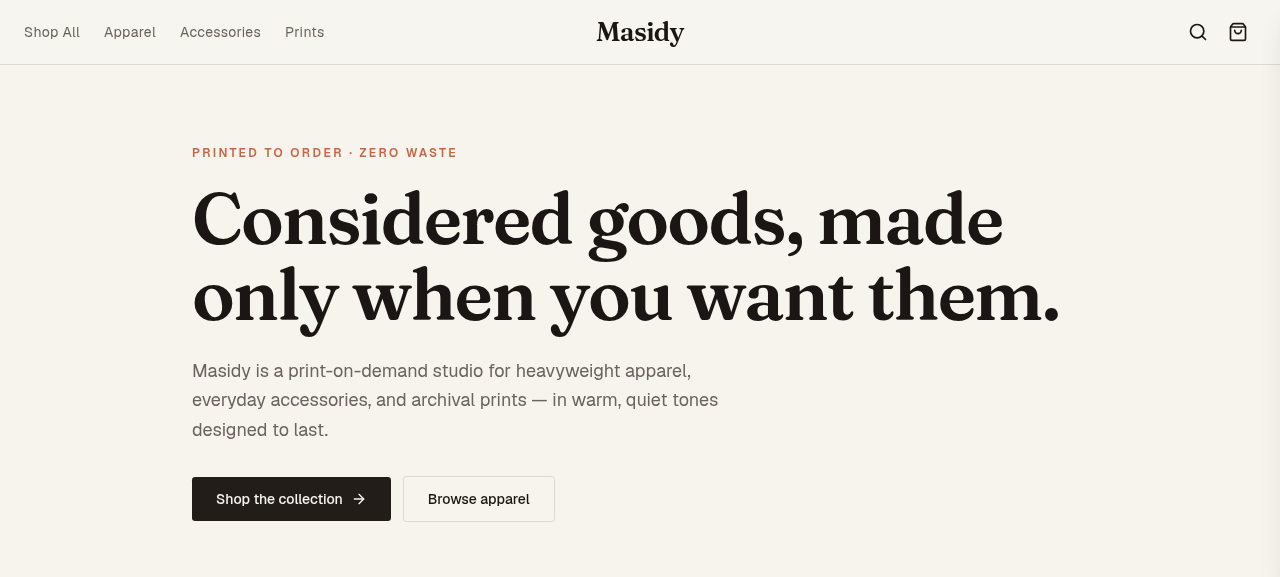 Shop All Apparel Accessories Prints Masidy
PRINTED TO ORDER · ZERO WASTE
Considered goods, made
only when you want them.
Masidy is a print-on-demand studio for heavyweight apparel,
everyday accessories, and archival prints — in warm, quiet tones
designed to last.
Shop the collection → Browse apparel